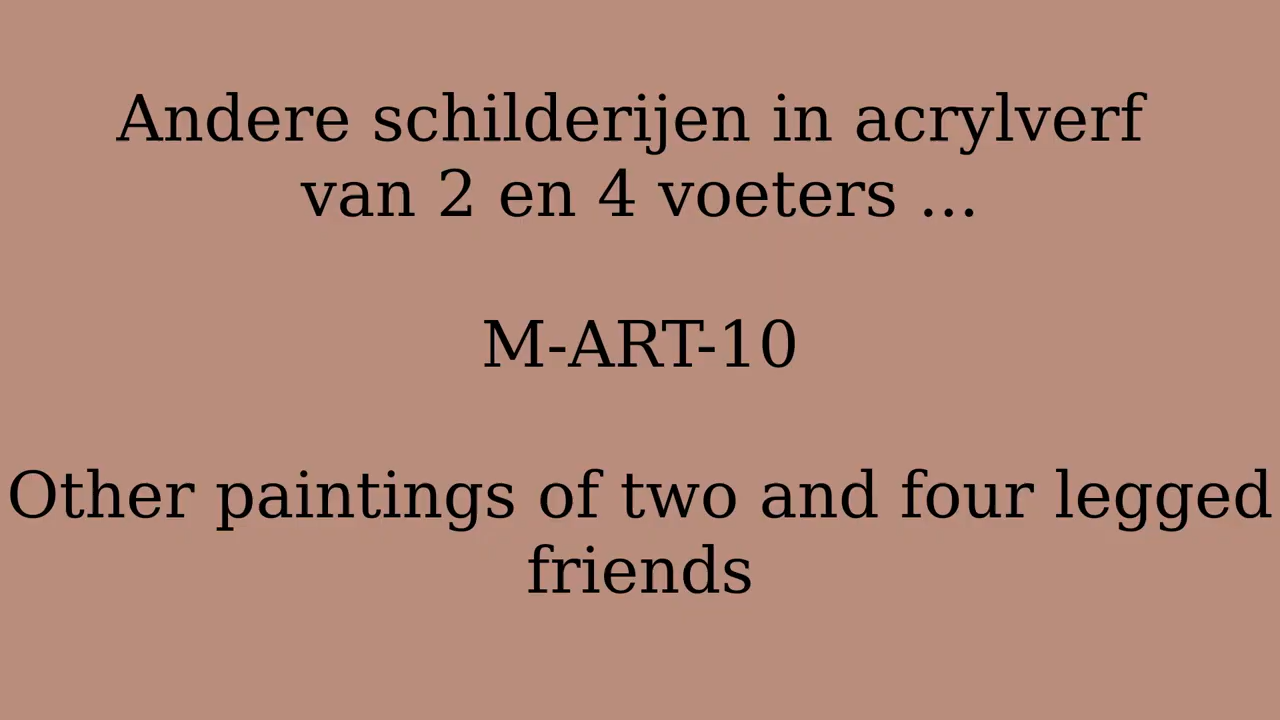 Andere schilderijen in acrylverf
van 2 en 4 voeters ...
M-ART-10
Other paintings of two and four legged
friends